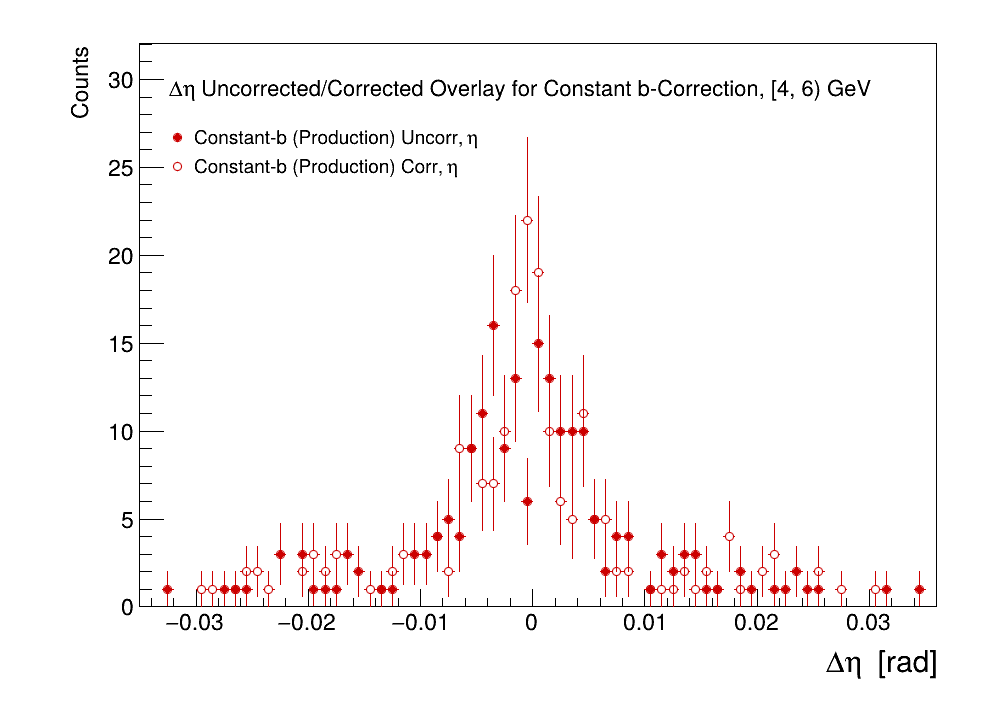 Counts
30
25
20
15
10
5
0
Δη Uncorrected/Corrected Overlay for Constant b-Correction, [4, 6) GeV
Constant-b (Production) Uncorr, η
Constant-b (Production) Corr, η
−0.03 −0.02 −0.01 0 0.01 0.02 0.03
Δη [rad]